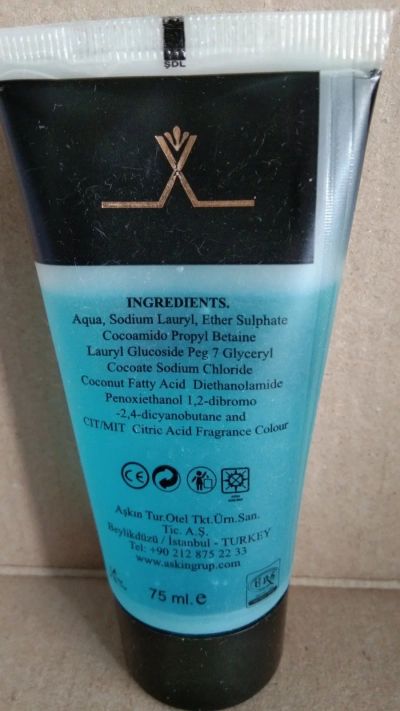 ŞDL
INGREDIENTS.
Aqua, Sodium Lauryl, Ether Sulphate
Cocoamido Propyl Betaine
Lauryl Glucoside Peg 7 Glyceryl
Cocoate Sodium Chloride
Coconut Fatty Acid Diethanolamide
Penoxiethanol 1,2-dibromo
-2,4-dicyanobutane and
CIT/MIT Citric Acid Fragrance Colour
CE
Aşkın Tur.Otel Tkt.Ürn.San.
Tic. A.Ş.
Beylikdüzü / İstanbul - TURKEY
Tel: +90 212 875 22 33
www.askingrup.com
75 ml.e